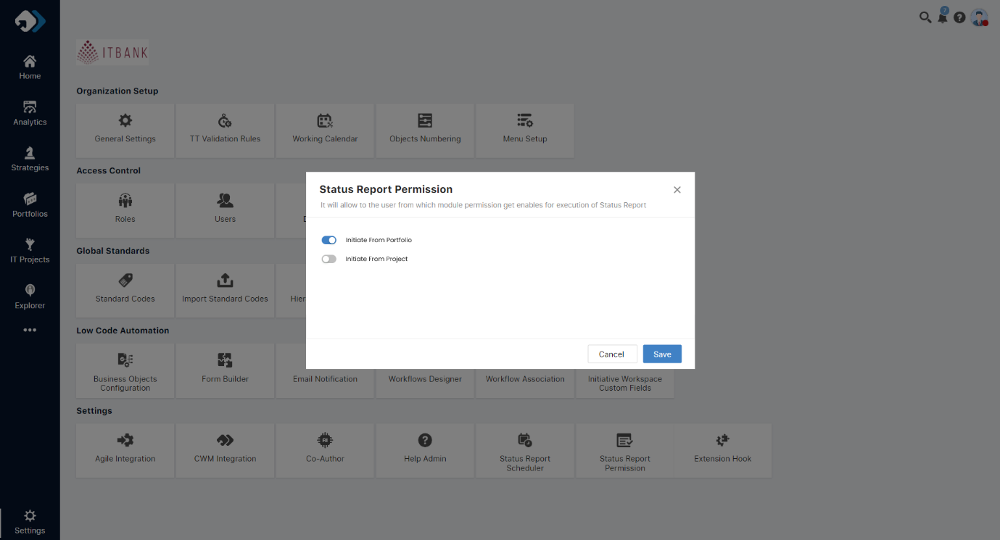 7
Home
Analytics
Strategies
Portfolios
IT Projects
Explorer
Settings
ITBANK
Organization Setup
General Settings
TT Validation Rules
Working Calendar
Objects Numbering
Menu Setup
Access Control
Roles
Users
Global Standards
Standard Codes
Import Standard Codes
Low Code Automation
Business Objects
Configuration
Form Builder
Email Notification
Workflows Designer
Workflow Association
Initiative Workspace
Custom Fields
Settings
Agile Integration
CWM Integration
Co-Author
Help Admin
Status Report
Scheduler
Status Report
Permission
Extension Hook
Status Report Permission
It will allow to the user from which module permission get enables for execution of Status Report
Initiate From Portfolio
Initiate From Project
Cancel
Save